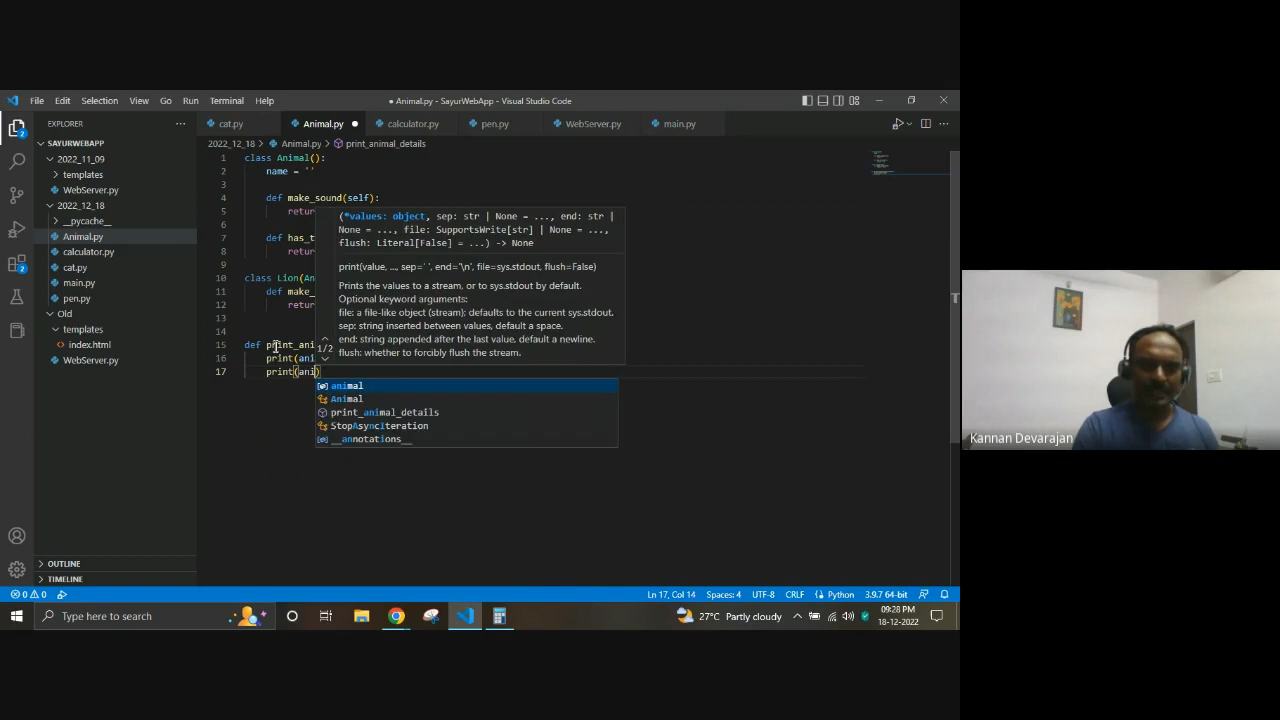 File Edit Selection View Go Run Terminal Help
● Animal.py - SayurWebApp - Visual Studio Code
EXPLORER
cat.py Animal.py calculator.py pen.py WebServer.py main.py
SAYURWEBAPP
2022_12_18 > Animal.py > print_animal_details
2022_11_09
templates
WebServer.py
2022_12_18
__pycache__
Animal.py
calculator.py
cat.py
main.py
pen.py
Old
templates
index.html
WebServer.py
OUTLINE
TIMELINE
1 class Animal():
2 name = ''
3
4 def make_sound(self):
5 retur
6
7 def has_t
8 retur
9
10 class Lion(An
11 def make_
12 retur
13
14
15 def print_ani
16 print(ani
17 print(ani)
(*values: object, sep: str | None = ..., end: str |
None = ..., file: SupportsWrite[str] | None = ...,
flush: Literal[False] = ...) -> None
print(value, ..., sep=' ', end='\n', file=sys.stdout, flush=False)
Prints the values to a stream, or to sys.stdout by default.
Optional keyword arguments:
file: a file-like object (stream); defaults to the current sys.stdout.
sep: string inserted between values, default a space.
end: string appended after the last value, default a newline.
flush: whether to forcibly flush the stream.
1/2
animal
Animal
print_animal_details
StopAsyncIteration
__annotations__
2
2
0 0 Ln 17, Col 14 Spaces: 4 UTF-8 CRLF Python 3.9.7 64-bit
Type here to search
27°C Partly cloudy
09:28 PM
18-12-2022
Kannan Devarajan